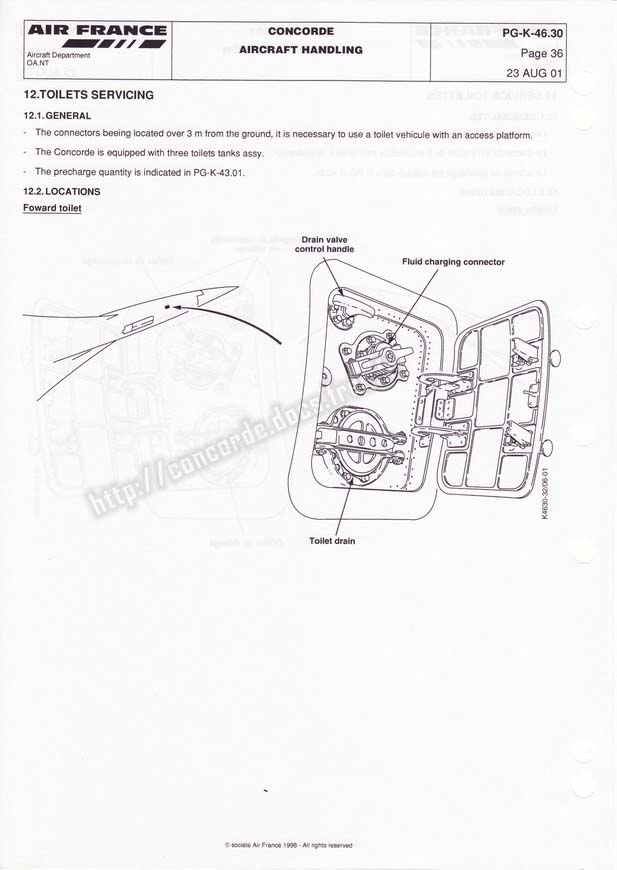 AIR FRANCE
Aircraft Department
OA.NT
CONCORDE
AIRCRAFT HANDLING
PG-K-46.30
Page 36
23 AUG 01
12.TOILETS SERVICING
12.1.GENERAL
- The connectors beeing located over 3 m from the ground, it is necessary to use a toilet vehicule with an access platform.
- The Concorde is equipped with three toilets tanks assy.
- The precharge quantity is indicated in PG-K-43.01.
12.2.LOCATIONS
Foward toilet
Drain valve
control handle
Fluid charging connector
Toilet drain
K4630-32/06-01
http://concorde.docs.free.fr
© société Air France 1998 - All rights reserved